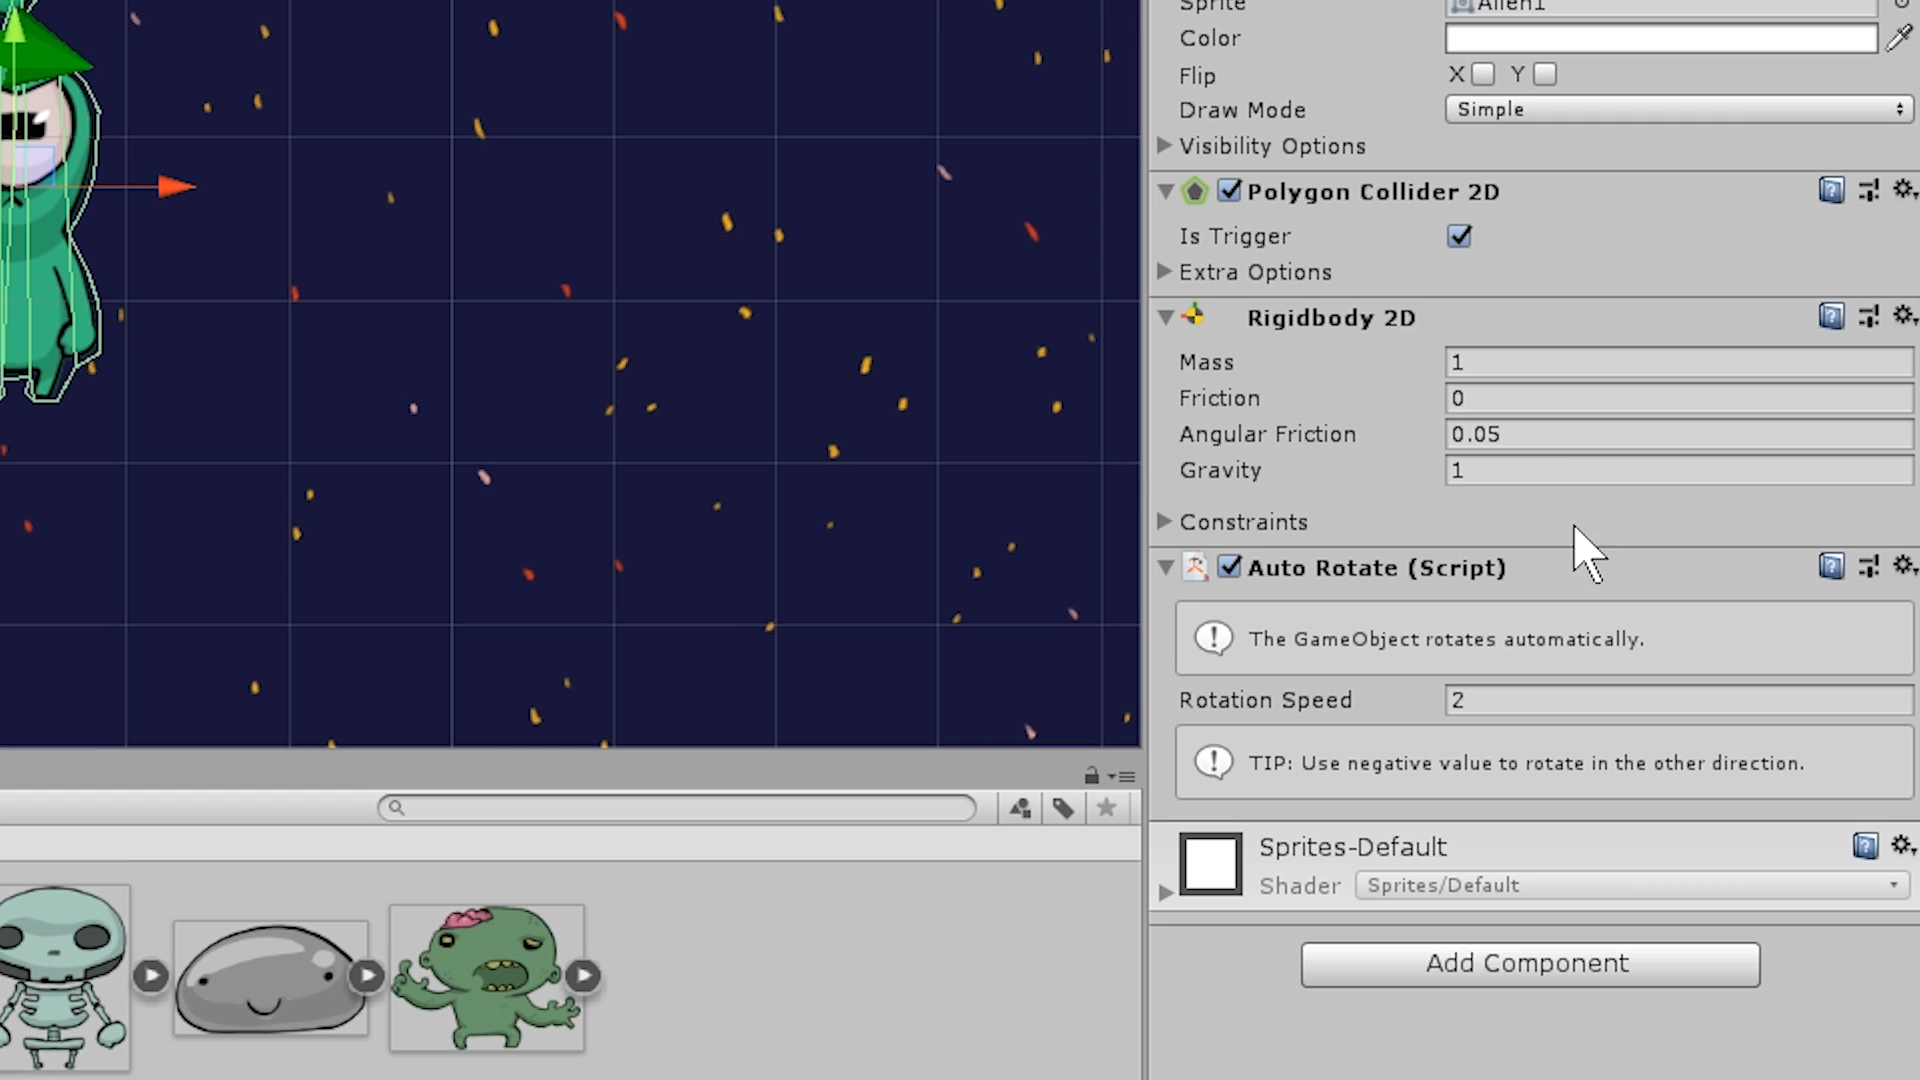 Sprite
Alien1
Color
Flip
X
Y
Draw Mode
Simple
Visibility Options
Polygon Collider 2D
Is Trigger
Extra Options
Rigidbody 2D
Mass
1
Friction
0
Angular Friction
0.05
Gravity
1
Constraints
Auto Rotate (Script)
The GameObject rotates automatically.
Rotation Speed
2
TIP: Use negative value to rotate in the other direction.
Sprites-Default
Shader
Sprites/Default
Add Component